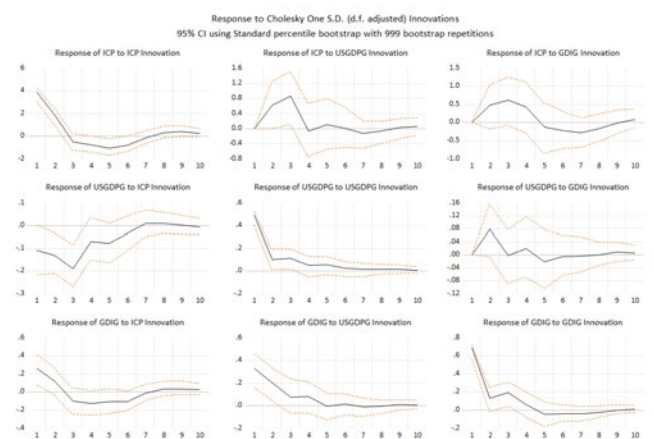 Response to Cholesky One S.D. (d.f. adjusted) Innovations
95% CI using Standard percentile bootstrap with 999 bootstrap repetitions
Response of ICP to ICP Innovation
6
4
2
0
-2
1 2 3 4 5 6 7 8 9 10
Response of ICP to USGDPG Innovation
1.6
1.2
0.8
0.4
0.0
-0.4
-0.8
1 2 3 4 5 6 7 8 9 10
Response of ICP to GDIG Innovation
1.5
1.0
0.5
0.0
-0.5
-1.0
1 2 3 4 5 6 7 8 9 10
Response of USGDPG to ICP Innovation
.1
.0
-.1
-.2
-.3
1 2 3 4 5 6 7 8 9 10
Response of USGDPG to USGDPG Innovation
.6
.4
.2
.0
-.2
1 2 3 4 5 6 7 8 9 10
Response of USGDPG to GDIG Innovation
.16
.12
.08
.04
.00
-.04
-.08
-.12
1 2 3 4 5 6 7 8 9 10
Response of GDIG to ICP Innovation
.6
.4
.2
.0
-.2
-.4
1 2 3 4 5 6 7 8 9 10
Response of GDIG to USGDPG Innovation
.6
.4
.2
.0
-.2
1 2 3 4 5 6 7 8 9 10
Response of GDIG to GDIG Innovation
.8
.6
.4
.2
.0
-.2
1 2 3 4 5 6 7 8 9 10